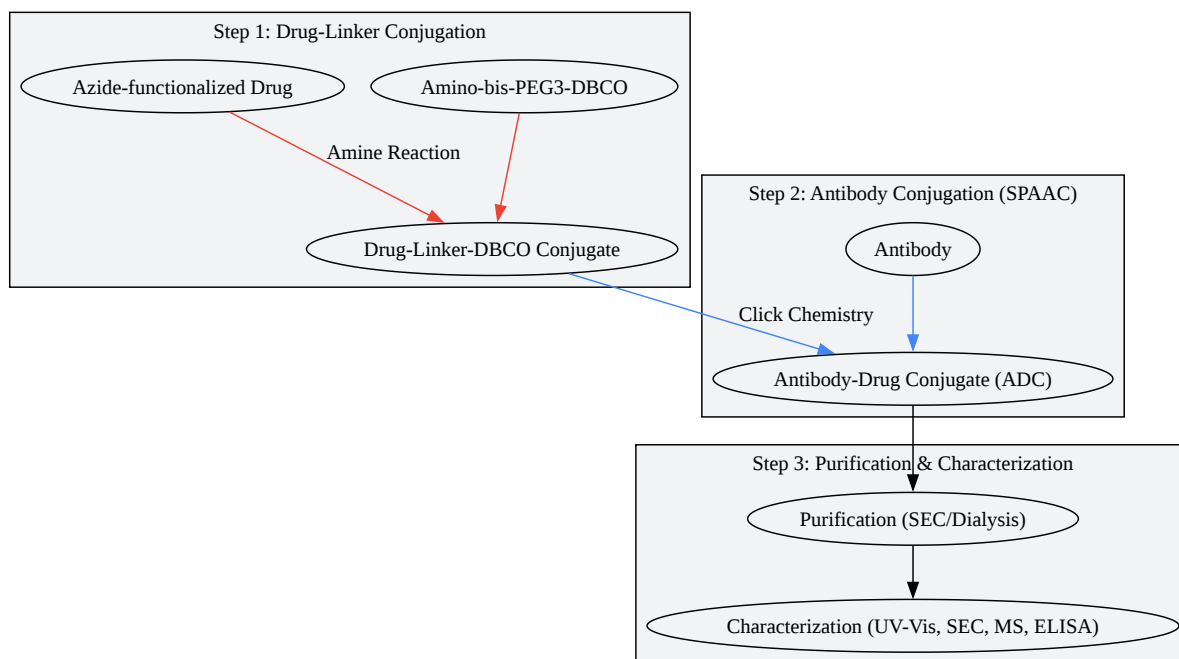 Step 1: Drug-Linker Conjugation
Azide-functionalized Drug
Amino-bis-PEG3-DBCO
Amine Reaction
Drug-Linker-DBCO Conjugate
Step 2: Antibody Conjugation (SPAAC)
Antibody
Click Chemistry
Antibody-Drug Conjugate (ADC)
Step 3: Purification & Characterization
Purification (SEC/Dialysis)
Characterization (UV-Vis, SEC, MS, ELISA)